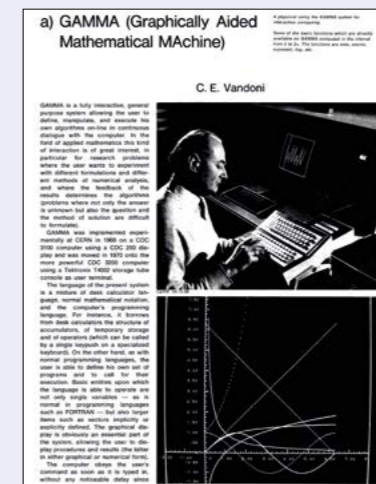 a) GAMMA (Graphically Aided
Mathematical MAchine)
A physicist using the GAMMA system for
interactive computing.
Some of the basic functions which are directly
available on GAMMA computed in the interval
from 0 to 2π. The functions are sine, cosine,
exponent, log, etc.
C. E. Vandoni
GAMMA is a fully interactive, general
purpose system allowing the user to
define, manipulate, and execute his
own algorithms on-line in continuous
dialogue with the computer. In the
field of applied mathematics this kind
of interaction is of great interest, in
particular for research problems
where the user wants to experiment
with different formulations and differ-
ent methods of numerical analysis,
and where the feedback of the
results determines the algorithms
(problems where not only the answer
is unknown but also the question and
the method of solution are difficult
to formulate).
GAMMA was implemented experi-
mentally at CERN in 1968 on a CDC
3100 computer using a CDC 250 dis-
play and was moved in 1970 onto the
more powerful CDC 3200 computer
using a Tektronix T4002 storage tube
console as user terminal.
The language of the present system
is a mixture of desk calculator lan-
guage, normal mathematical notation,
and the computer's programming
language. For instance, it borrows
from desk calculators the structure of
accumulators, of temporary storage
and of operators (which can be called
by a single keypush on a specialized
keyboard). On the other hand, as with
normal programming languages, the
user is able to define his own set of
programs and to call for their
execution. Basic entities upon which
the language is able to operate are
not only single variables — as is
normal in programming languages
such as FORTRAN — but also larger
items such as vectors implicitly or
explicitly defined. The graphical dis-
play is obviously an essential part of
the system, allowing the user to dis-
play procedures and results (the latter
in either graphical or numerical form).
The computer obeys the user's
command as soon as it is typed in,
without any noticeable delay since